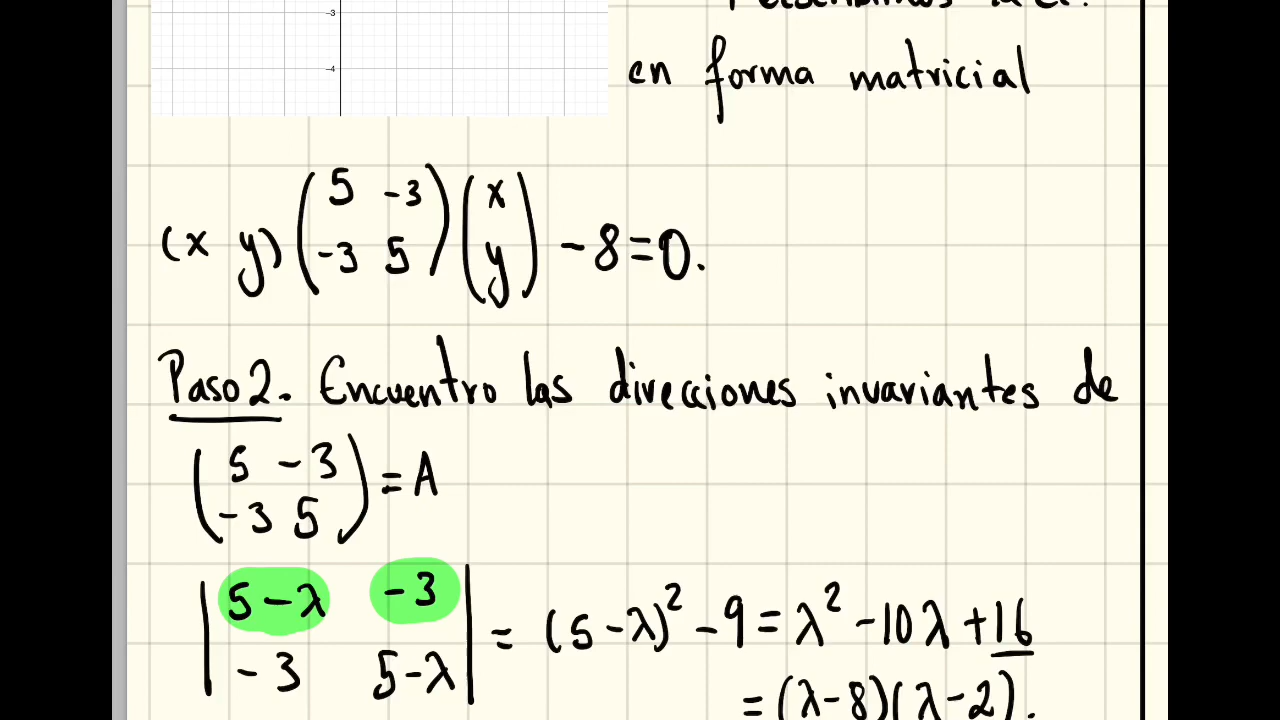 -3
-4
en forma matricial
(x y) ( 5 -3 ) ( x ) - 8 = 0.
( -3 5 ) ( y )
Paso 2. Encuentro las direcciones invariantes de
( 5 -3 ) = A
( -3 5 )
| 5-λ -3 | = (5-λ)² - 9 = λ² - 10λ + 16
| -3 5-λ |
= (λ-8)(λ-2).